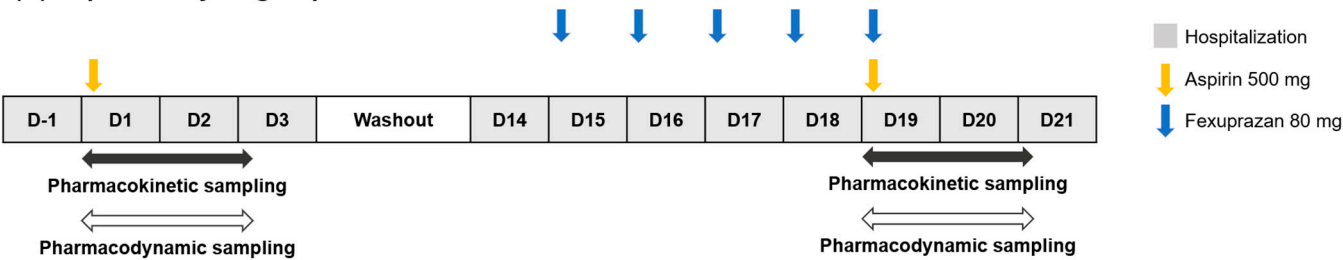 Hospitalization
Aspirin 500 mg
Fexuprazan 80 mg
D-1 D1 D2 D3 Washout D14 D15 D16 D17 D18 D19 D20 D21
Pharmacokinetic sampling Pharmacokinetic sampling
Pharmacodynamic sampling Pharmacodynamic sampling